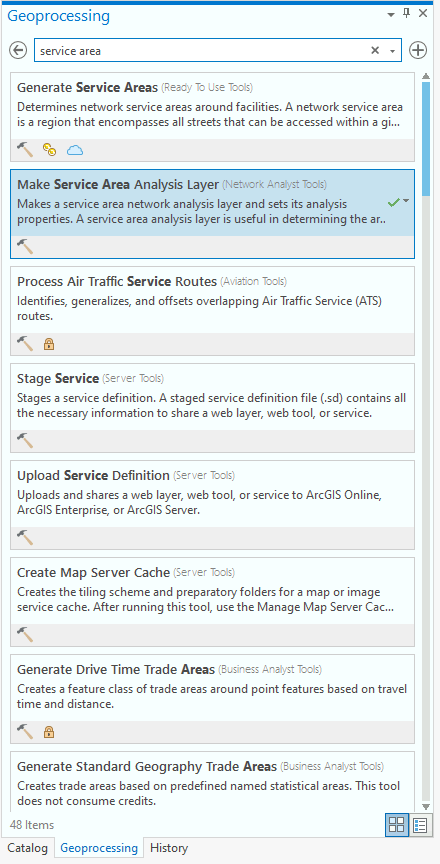 Geoprocessing
service area
Generate Service Areas (Ready To Use Tools)
Determines network service areas around facilities. A network service area
is a region that encompasses all streets that can be accessed within a gi...
Make Service Area Analysis Layer (Network Analyst Tools)
Makes a service area network analysis layer and sets its analysis
properties. A service area analysis layer is useful in determining the ar..
Process Air Traffic Service Routes (Aviation Tools)
Identifies, generalizes, and offsets overlapping Air Traffic Service (ATS)
routes.
Stage Service (Server Tools)
Stages a service definition. A staged service definition file (.sd) contains all
the necessary information to share a web layer, web tool, or service.
Upload Service Definition (Server Tools)
Uploads and shares a web layer, web tool, or service to ArcGIS Online,
ArcGIS Enterprise, or ArcGIS Server.
Create Map Server Cache (Server Tools)
Creates the tiling scheme and preparatory folders for a map or image
service cache. After running this tool, use the Manage Map Server Cac...
Generate Drive Time Trade Areas (Business Analyst Tools)
Creates a feature class of trade areas around point features based on travel
time and distance.
Generate Standard Geography Trade Areas (Business Analyst Tools)
Creates trade areas based on predefined named statistical areas. This tool
does not consume credits.
48 Items
Catalog Geoprocessing History